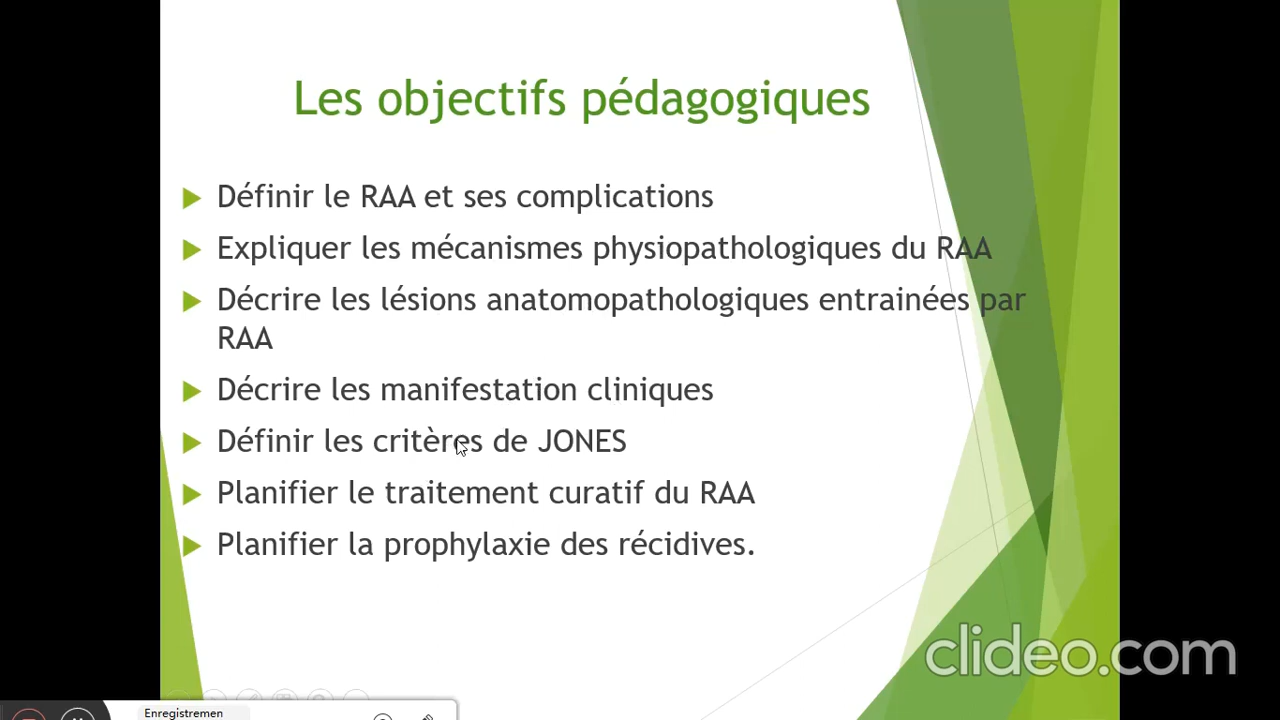 Les objectifs pédagogiques
Définir le RAA et ses complications
Expliquer les mécanismes physiopathologiques du RAA
Décrire les lésions anatomopathologiques entrainées par
RAA
Décrire les manifestation cliniques
Définir les critères de JONES
Planifier le traitement curatif du RAA
Planifier la prophylaxie des récidives.
clideo.com
Enregistremen